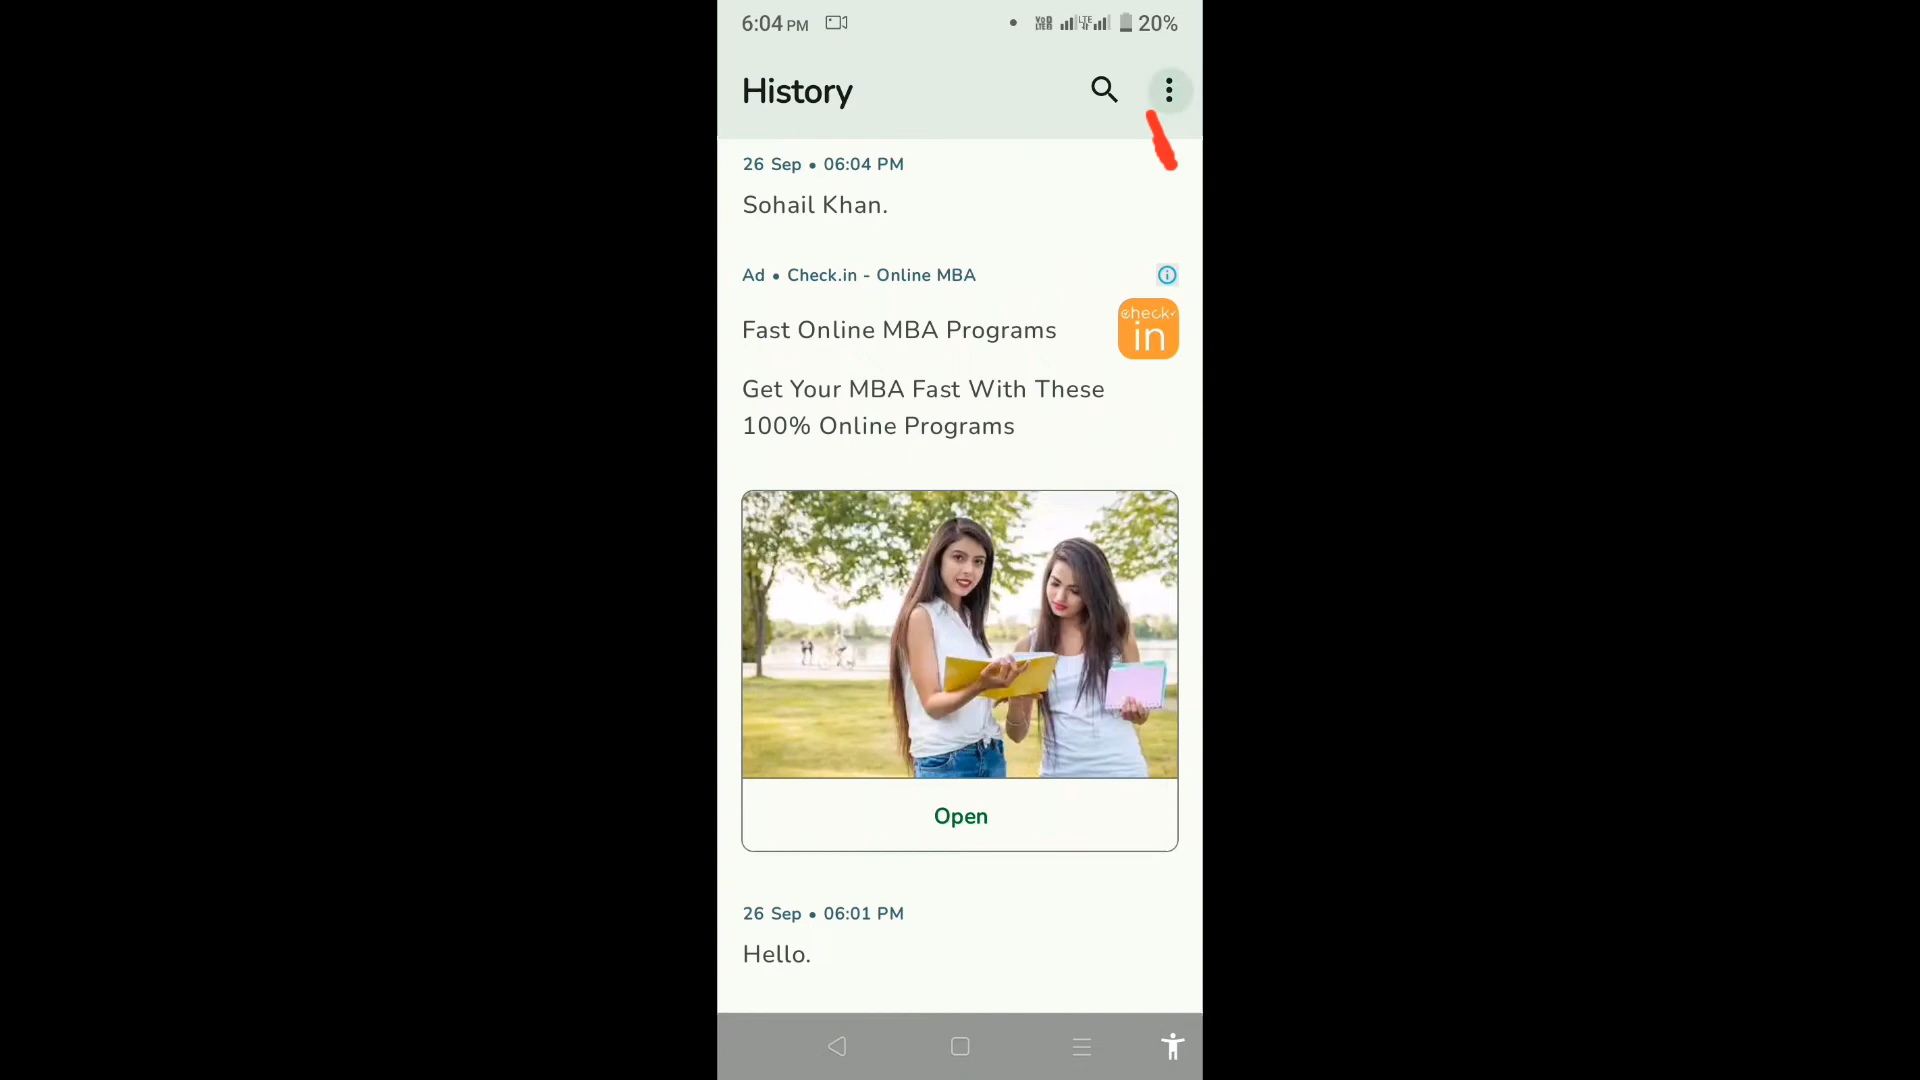 6:04 PM
20%
History
26 Sep • 06:04 PM
Sohail Khan.
Ad • Check.in - Online MBA
Fast Online MBA Programs
check
in
Get Your MBA Fast With These
100% Online Programs
Open
26 Sep • 06:01 PM
Hello.